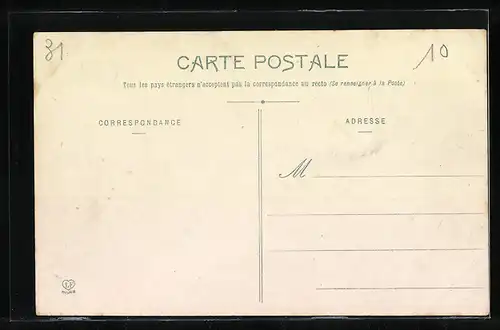 31
10
CARTE POSTALE
Tous les pays étrangers n'acceptent pas la correspondance au recto (Se renseigner à la Poste)
CORRESPONDANCE
ADRESSE
M